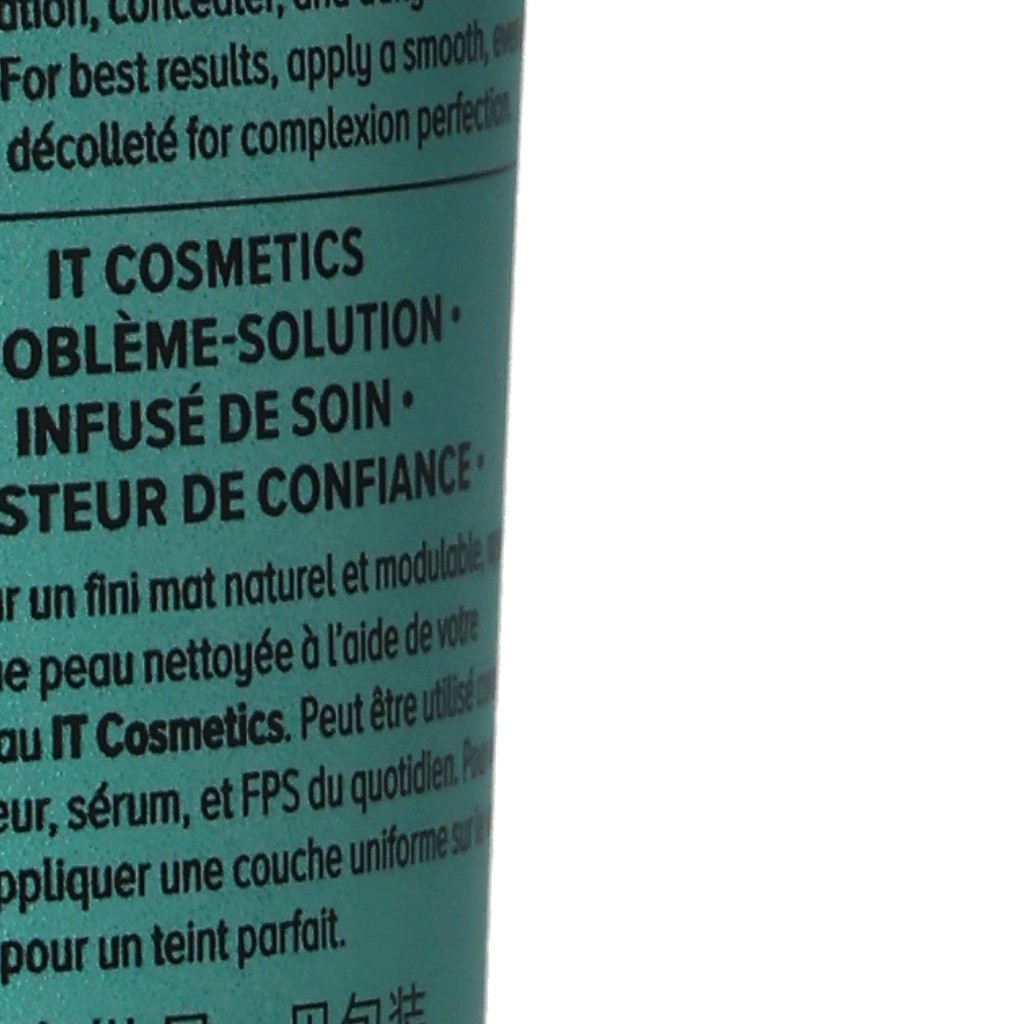 For best results, apply a smooth,
décolleté for complexion perfection.
IT COSMETICS
OBLÈME-SOLUTION •
INFUSÉ DE SOIN •
STEUR DE CONFIANCE •
un fini mat naturel et modulable,
peau nettoyée à l'aide de votre
au IT Cosmetics. Peut être utilisé
eur, sérum, et FPS du quotidien. Pour
ppliquer une couche uniforme sur
pour un teint parfait.